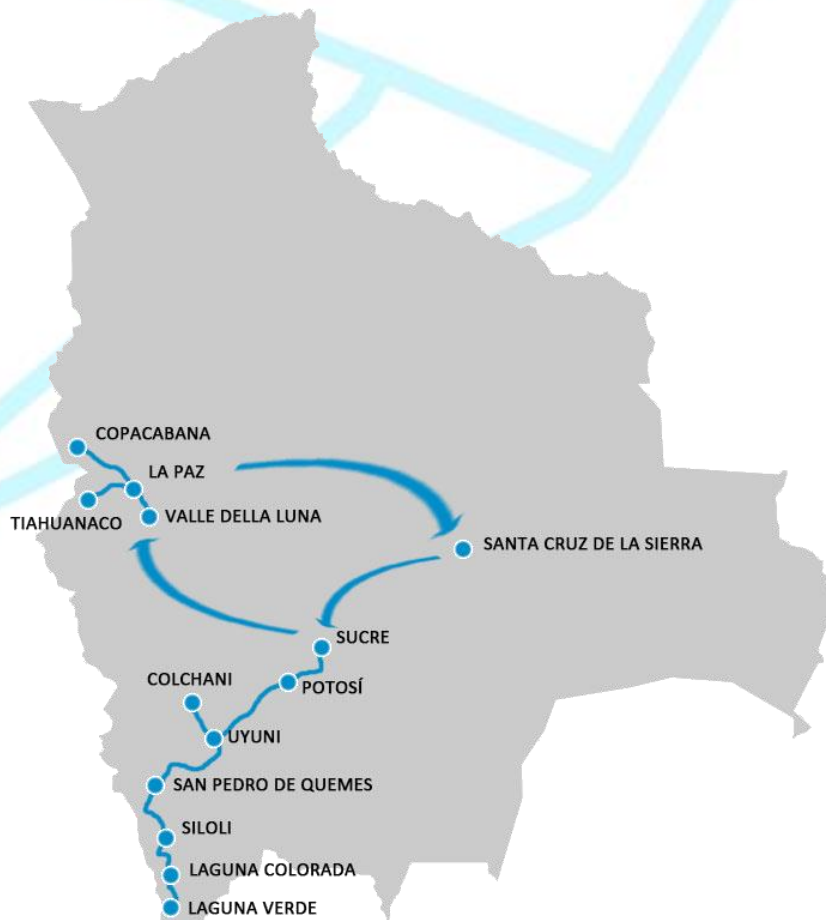 COPACABANA
LA PAZ
TIAHUANACO
VALLE DELLA LUNA
SANTA CRUZ DE LA SIERRA
SUCRE
COLCHANI
POTOSÍ
UYUNI
SAN PEDRO DE QUEMES
SILOLI
LAGUNA COLORADA
LAGUNA VERDE